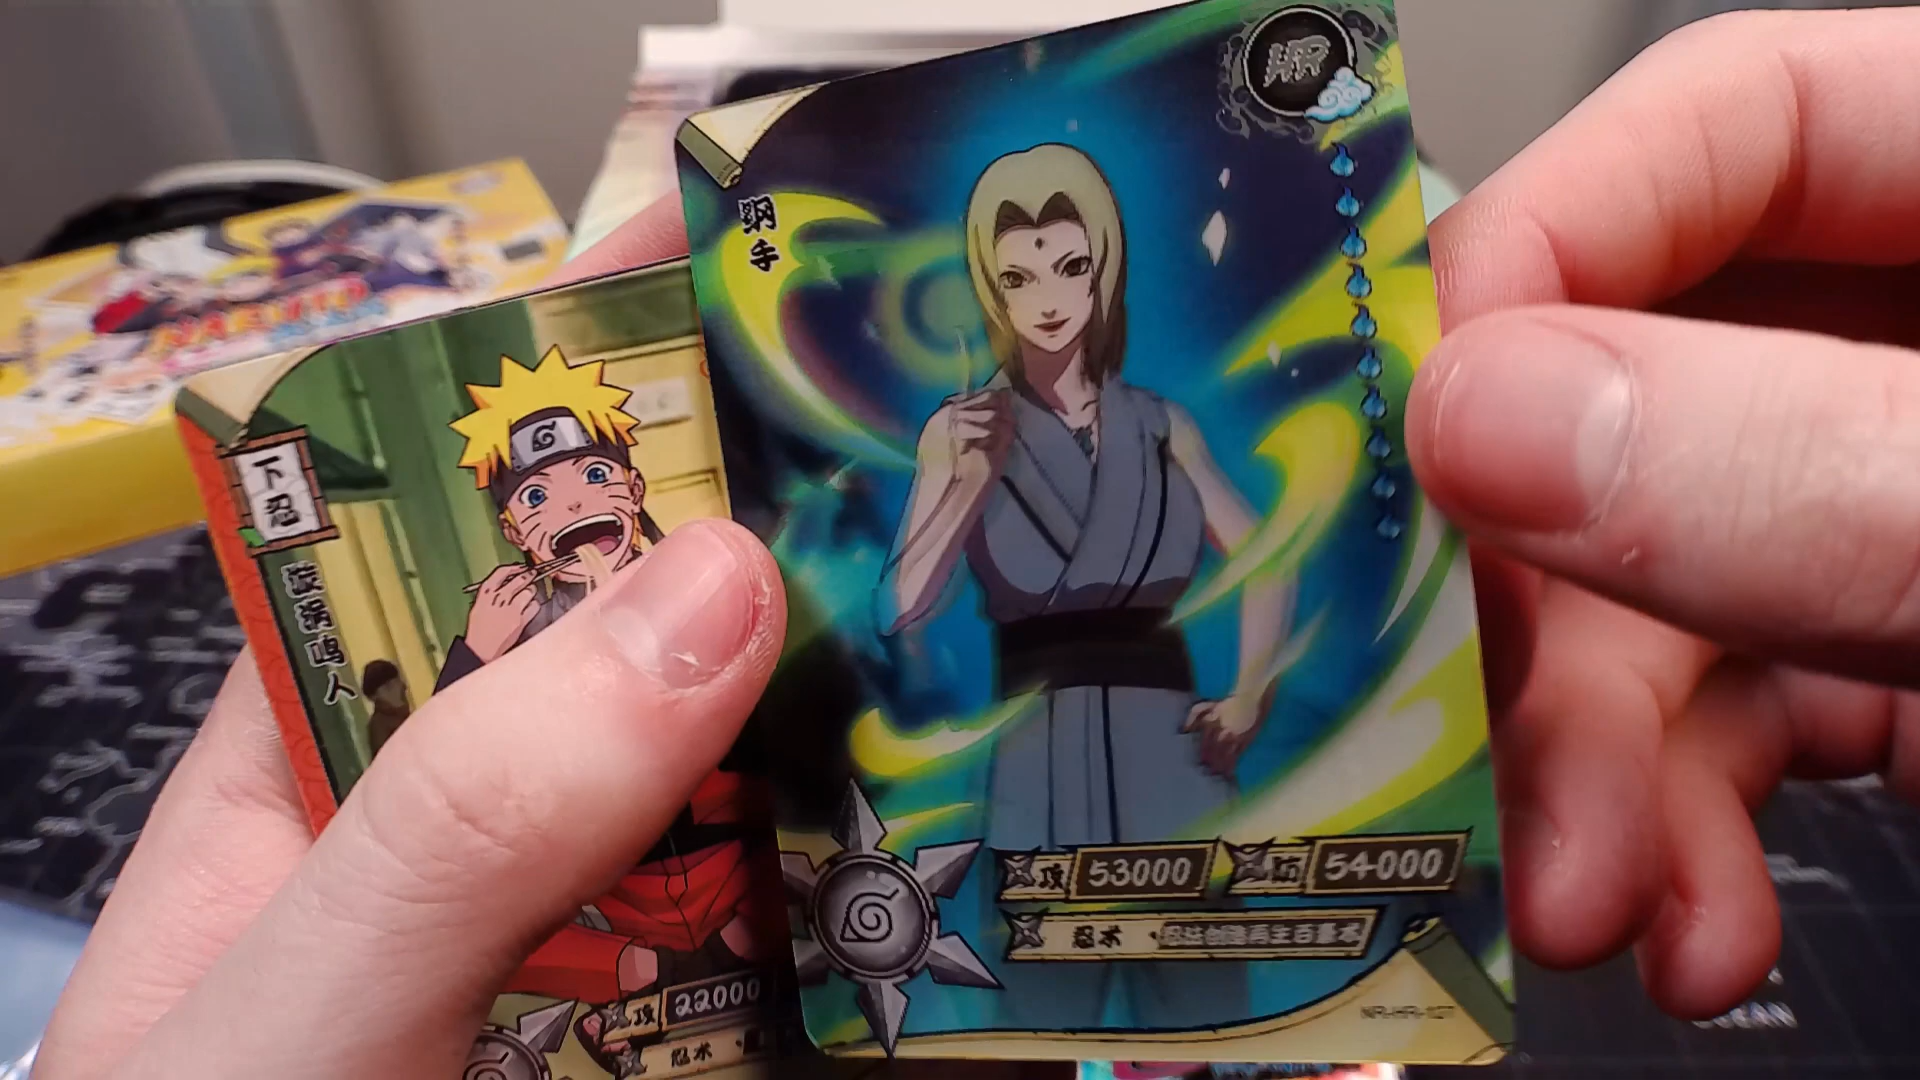 HR
纲手
攻 53000
防 54000
忍术
NR-HR-127
NARUTO
下忍
漩涡鸣人
攻 22000
忍术